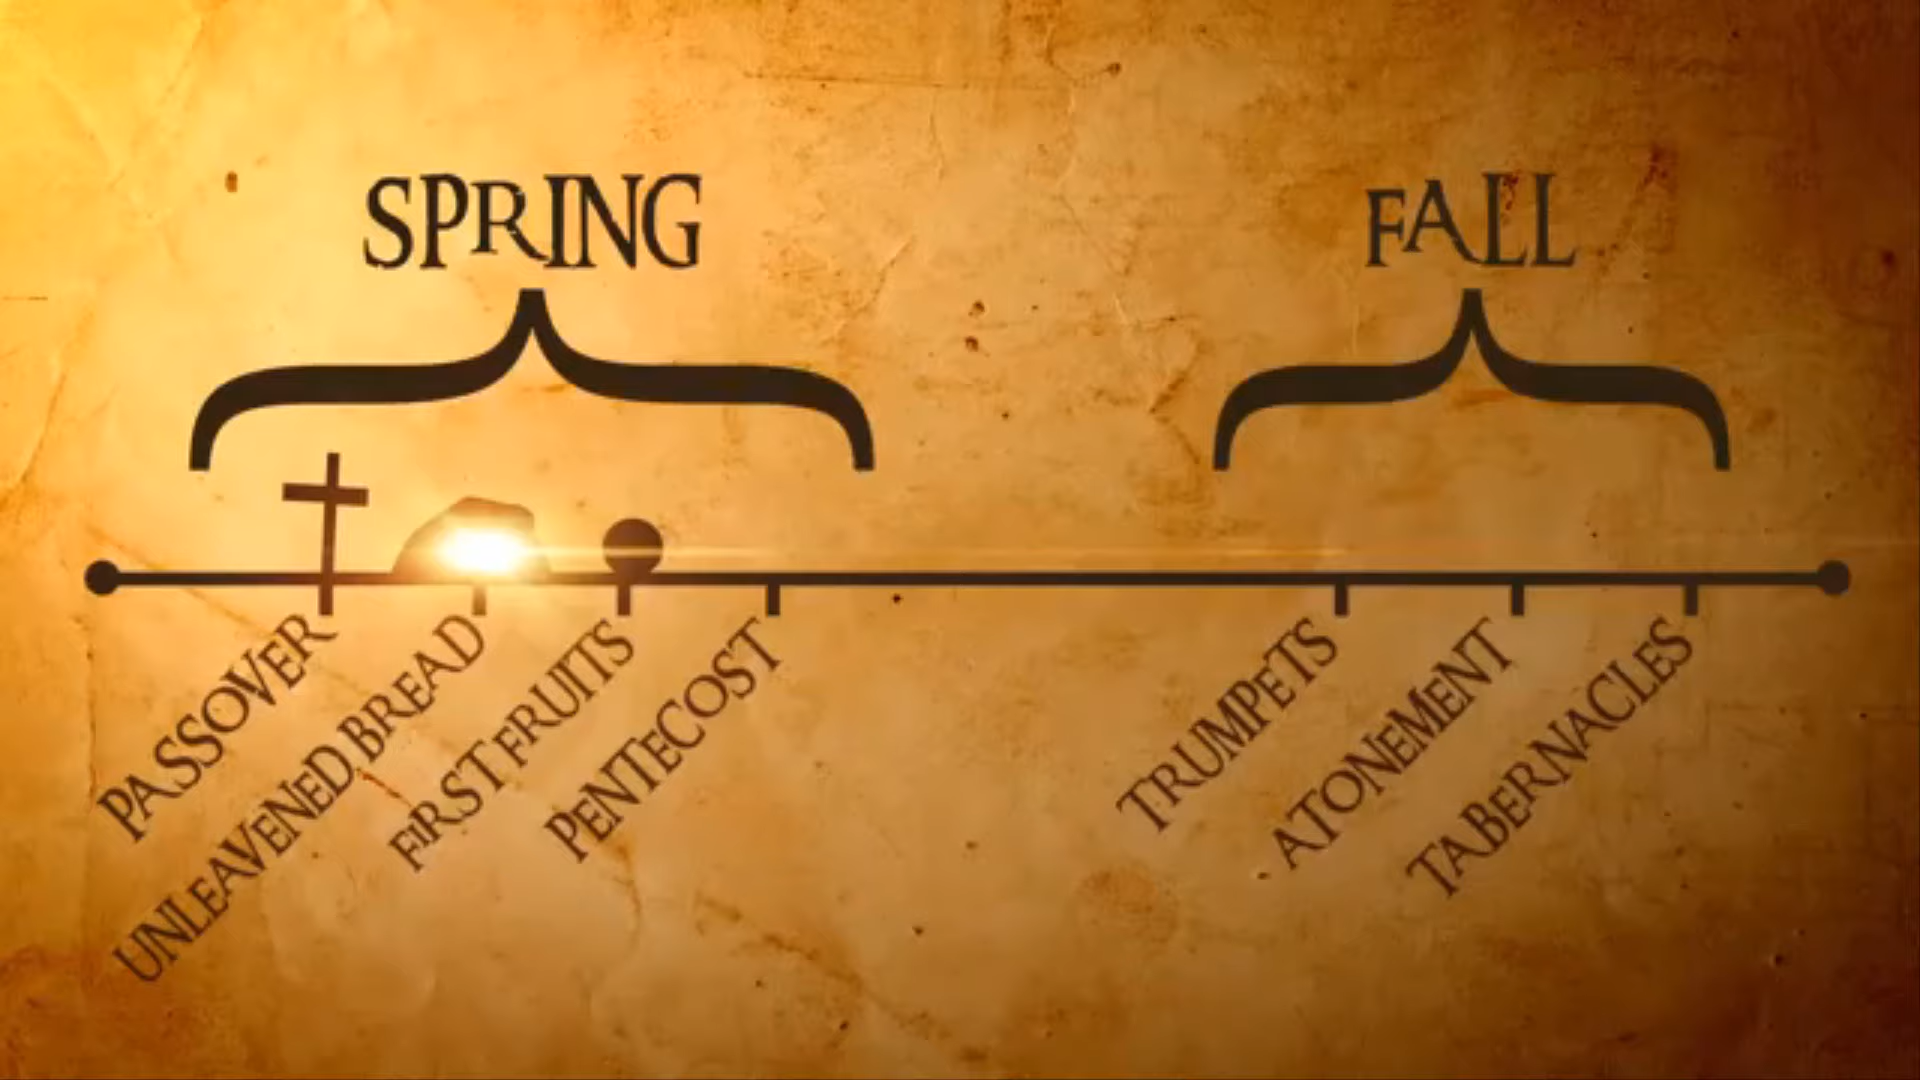 SPRING
FALL
PASSOVER
UNLEAVENED BREAD
FIRST FRUITS
PENTECOST
TRUMPETS
ATONEMENT
TABERNACLES